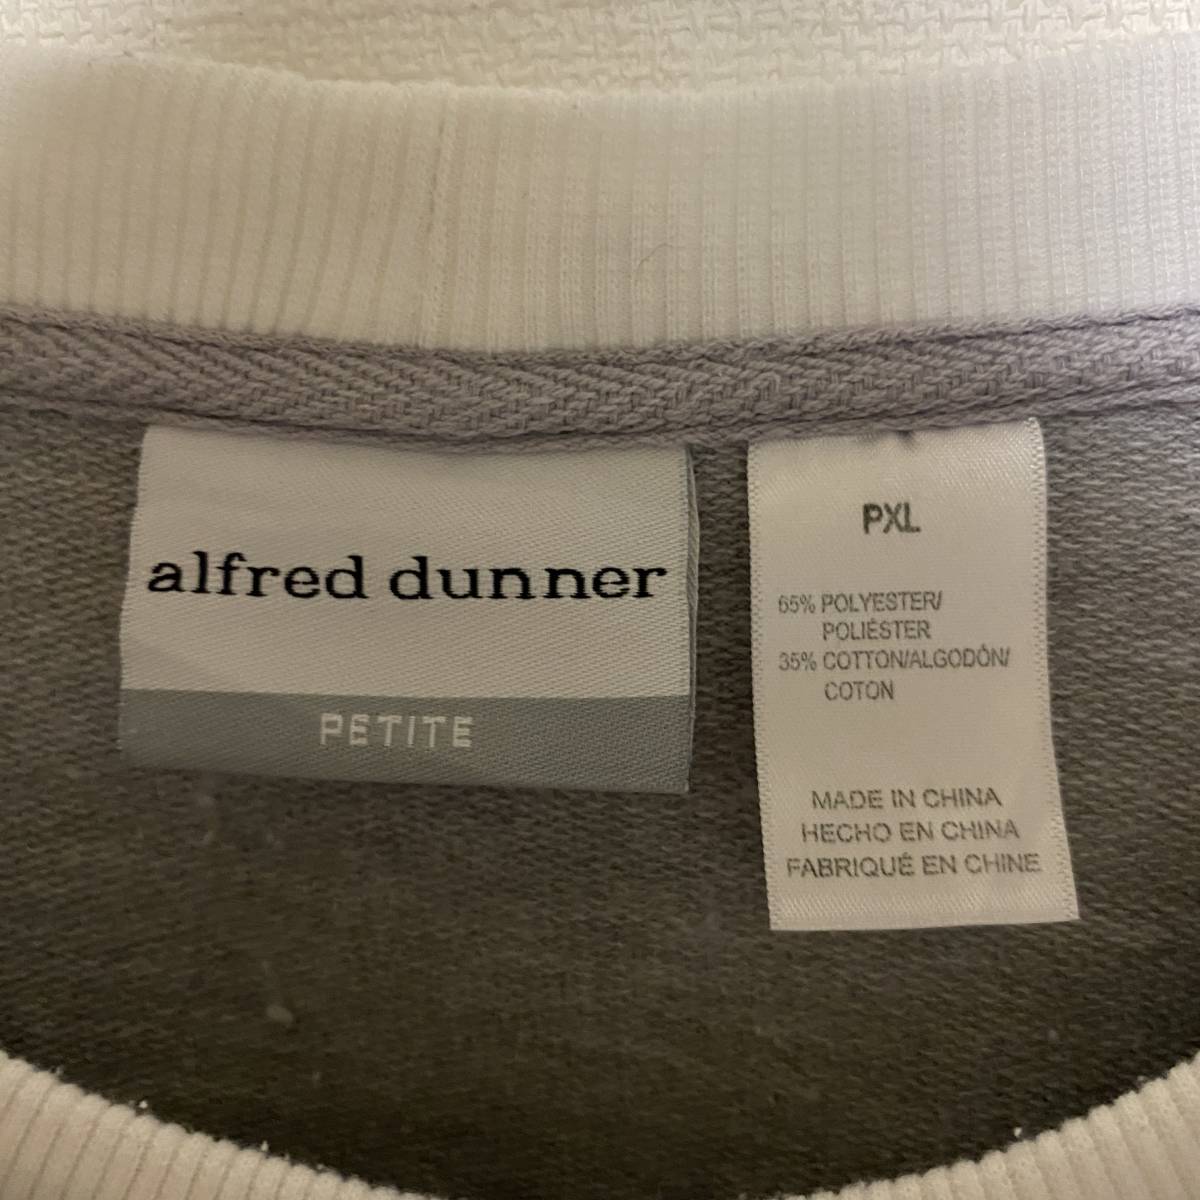 alfred dunner
PETITE
PXL
65% POLYESTER/
POLIÉSTER
35% COTTON/ALGODÓN/
COTON
MADE IN CHINA
HECHO EN CHINA
FABRIQUÉ EN CHINE